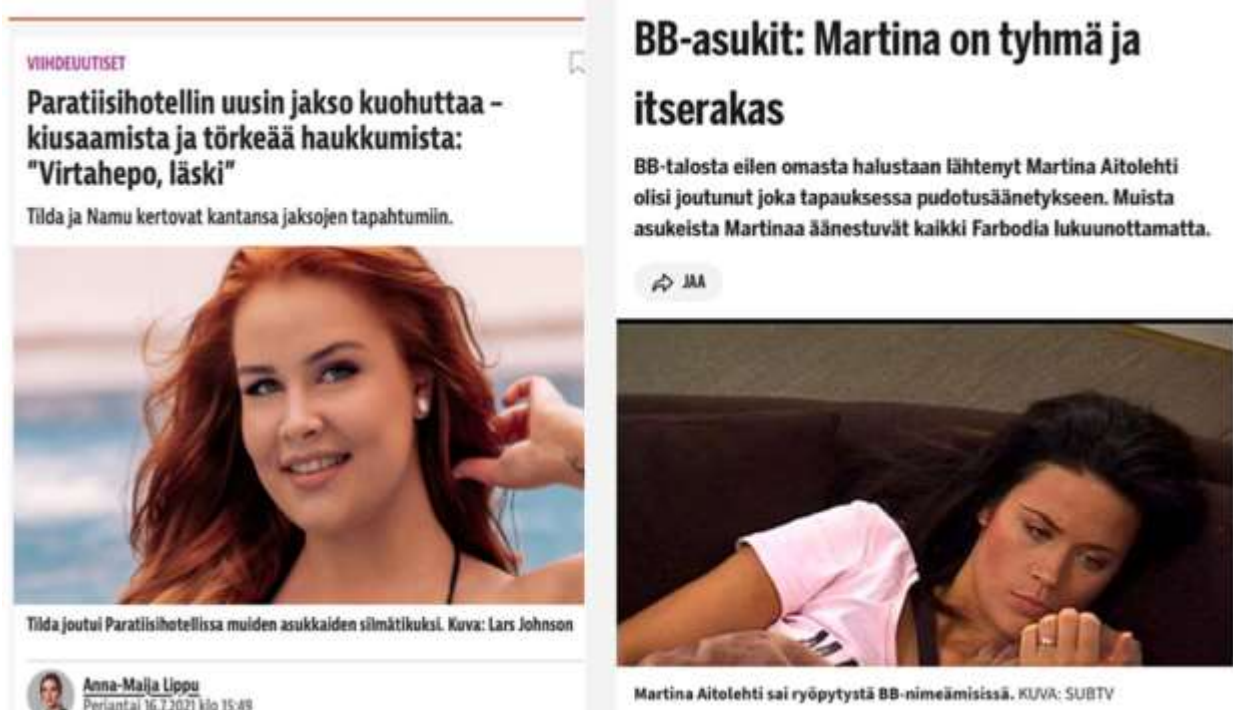 VIIHDEUUTISET
Paratiisihotellin uusin jakso kuohuttaa –
kiusaamista ja törkeää haukkumista:
"Virtahepo, läski"
Tilda ja Namu kertovat kantansa jaksojen tapahtumiin.
Tilda joutui Paratiisihotellissa muiden asukkaiden silmätikuksi. Kuva: Lars Johnson
Anna-Maija Lippu
Perjantai 16.7.2021 klo 15:49
BB-asukit: Martina on tyhmä ja
itserakas
BB-talosta eilen omasta halustaan lähtenyt Martina Aitolehti
olisi joutunut joka tapauksessa pudotusäänetykseen. Muista
asukeista Martinaa äänestuvät kaikki Farbodia lukuunottamatta.
JAA
Martina Aitolehti sai ryöpytystä BB-nimeämisissä. KUVA: SUBTV